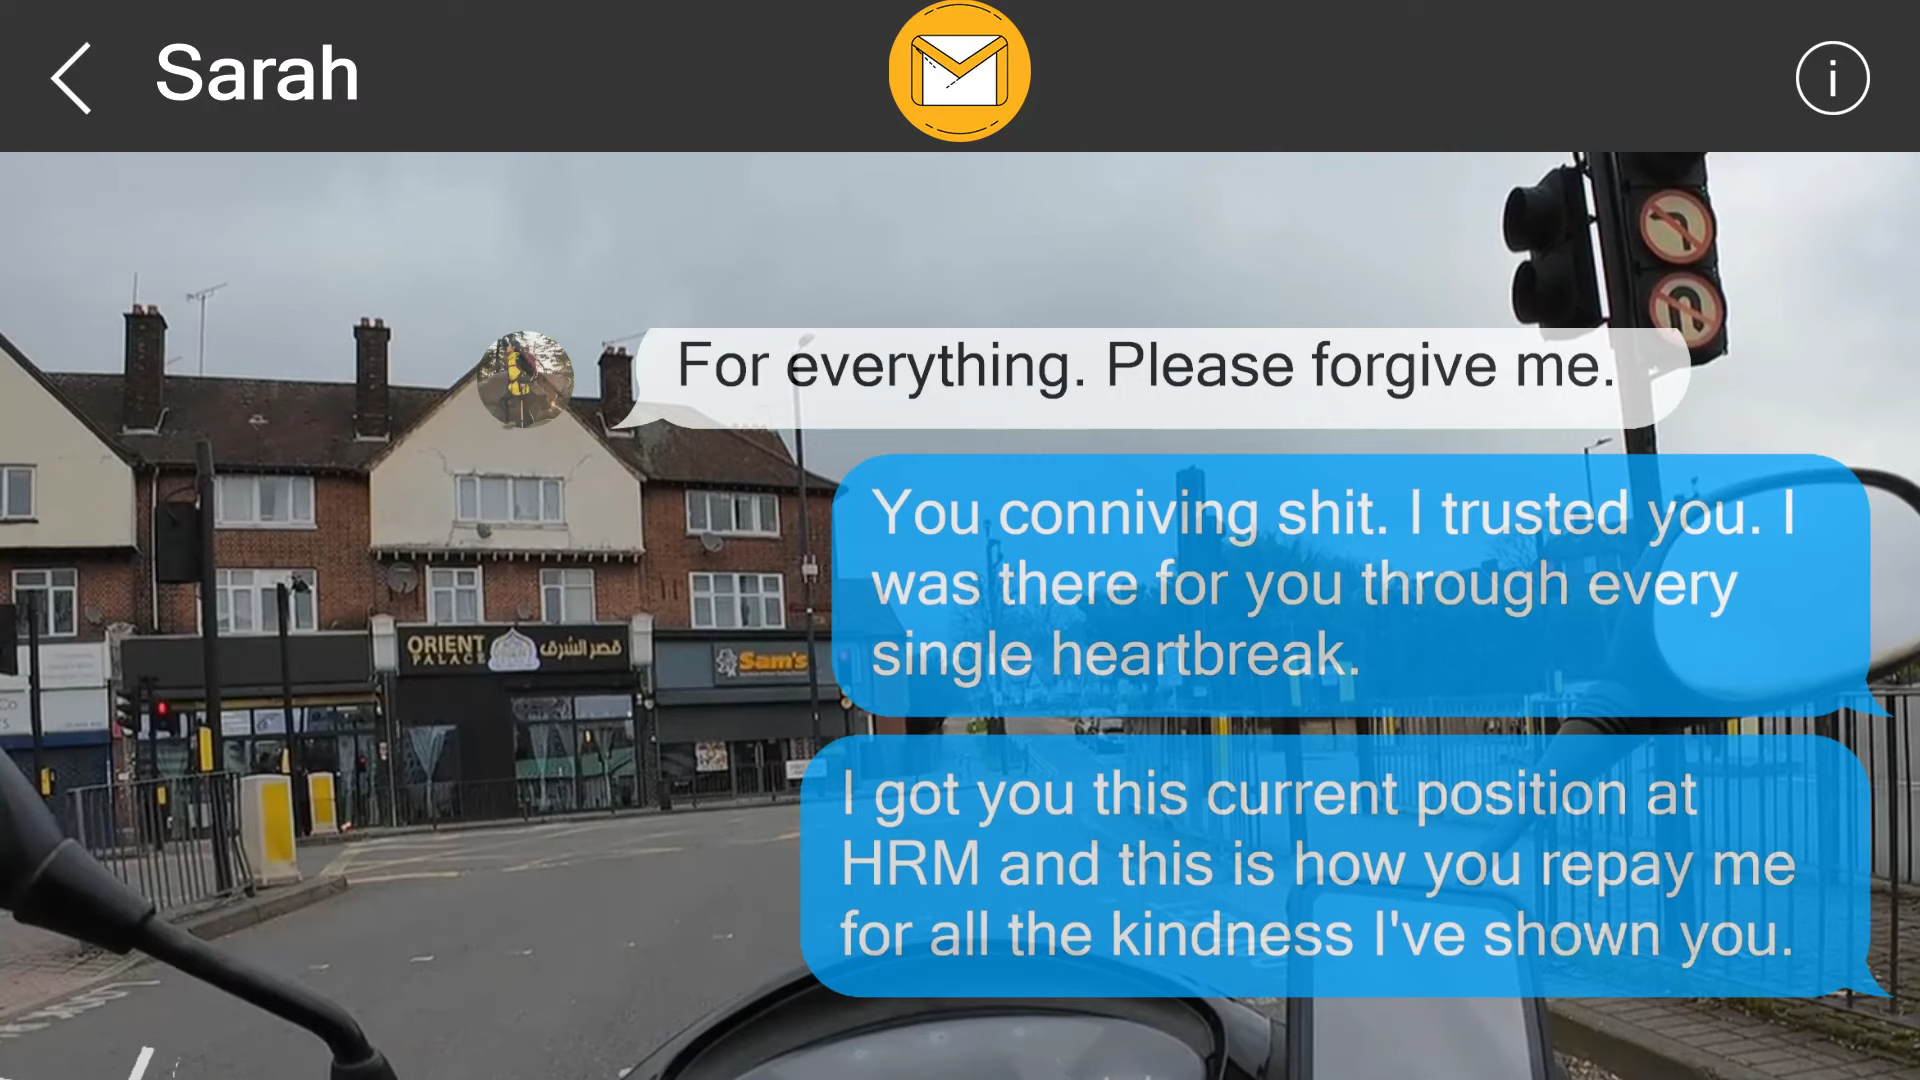 Sarah
For everything. Please forgive me.
You conniving shit. I trusted you. I
was there for you through every
single heartbreak.
I got you this current position at
HRM and this is how you repay me
for all the kindness I've shown you.
ORIENT قصر الشرق
PALACE
Sam's